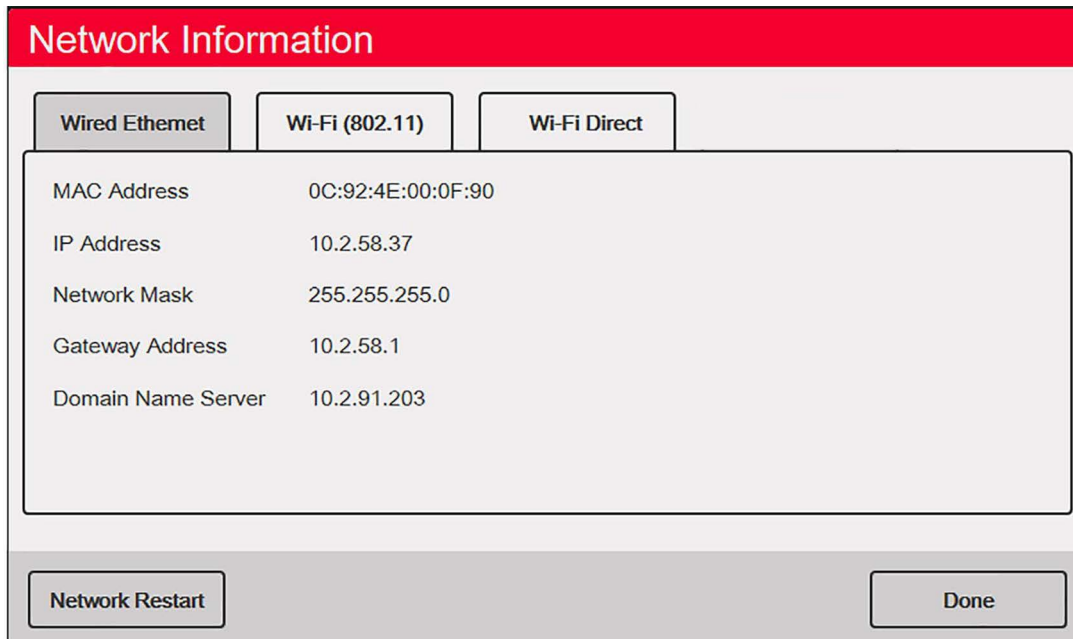 Network Information
Wired Ethernet Wi-Fi (802.11) Wi-Fi Direct
MAC Address 0C:92:4E:00:0F:90
IP Address 10.2.58.37
Network Mask 255.255.255.0
Gateway Address 10.2.58.1
Domain Name Server 10.2.91.203
Network Restart Done